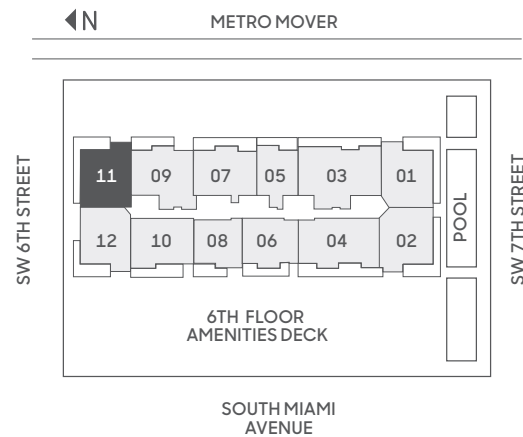 N
METRO MOVER
SW 6TH STREET
11
09
07
05
03
01
12
10
08
06
04
02
POOL
SW 7TH STREET
6TH FLOOR
AMENITIES DECK
SOUTH MIAMI
AVENUE